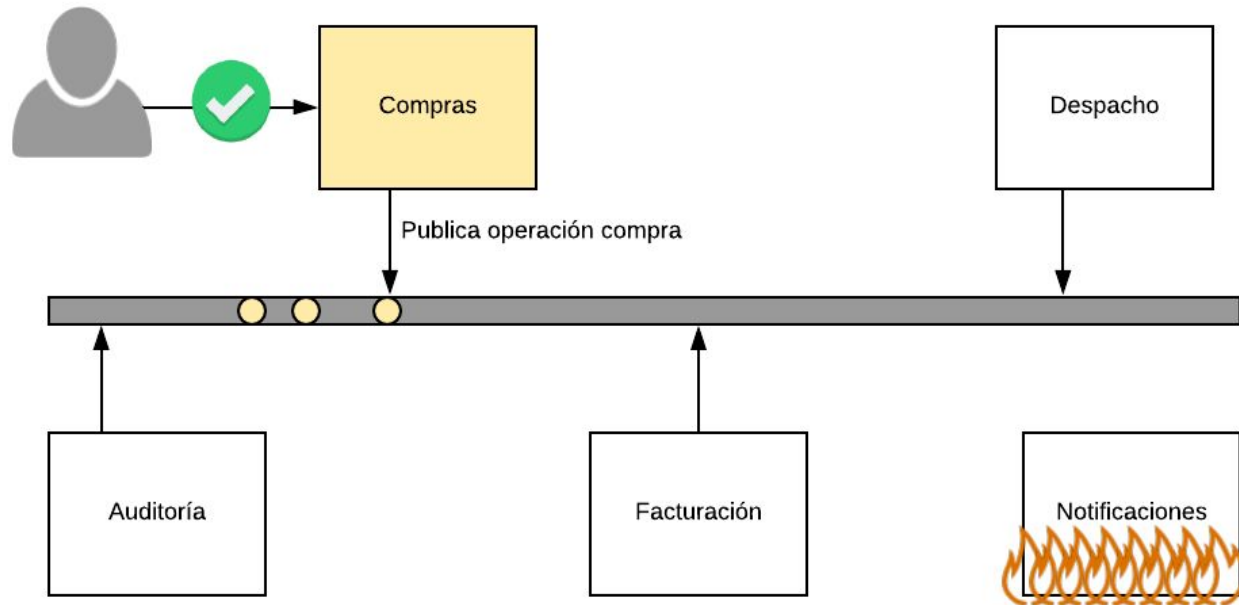 Compras
Despacho
Publica operación compra
Auditoría
Facturación
Notificaciones